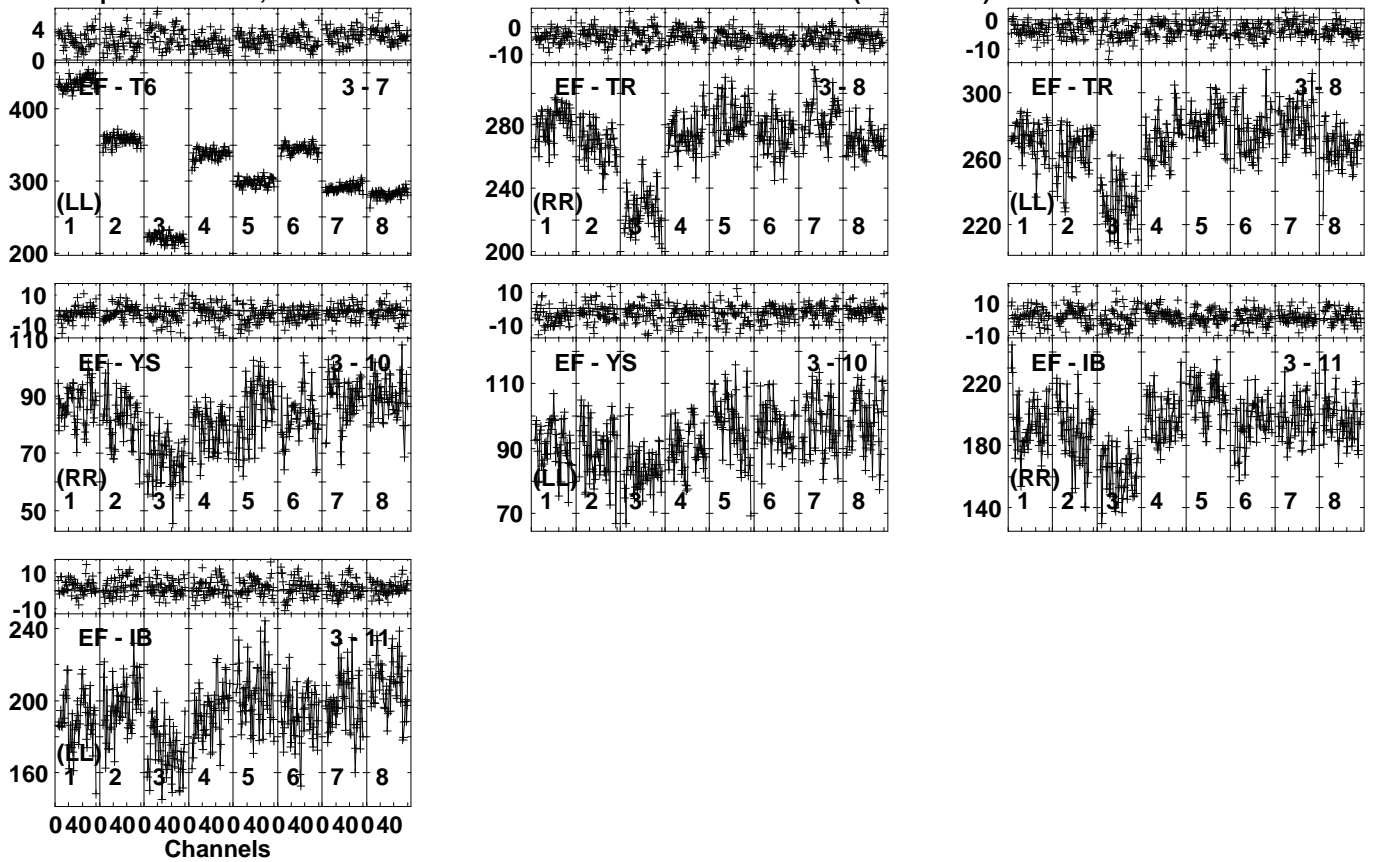 4
0
EF - T6 3 - 7
400
300
200
(LL)
1 2 3 4 5 6 7 8
0
-10
EF - TR 3 - 8
280
240
200
(RR)
1 2 3 4 5 6 7 8
0
-10
EF - TR 3 - 8
300
260
220
(LL)
1 2 3 4 5 6 7 8
10
-10
110
EF - YS 3 - 10
90
70
50
(RR)
1 2 3 4 5 6 7 8
10
-10
EF - YS 3 - 10
110
90
70
(LL)
1 2 3 4 5 6 7 8
10
-10
EF - IB 3 - 11
220
180
140
(RR)
1 2 3 4 5 6 7 8
10
-10
EF - IB 3 - 11
240
200
160
(LL)
1 2 3 4 5 6 7 8
0 40 0 40 0 40 0 40 0 40 0 40 0 40 0 40
Channels